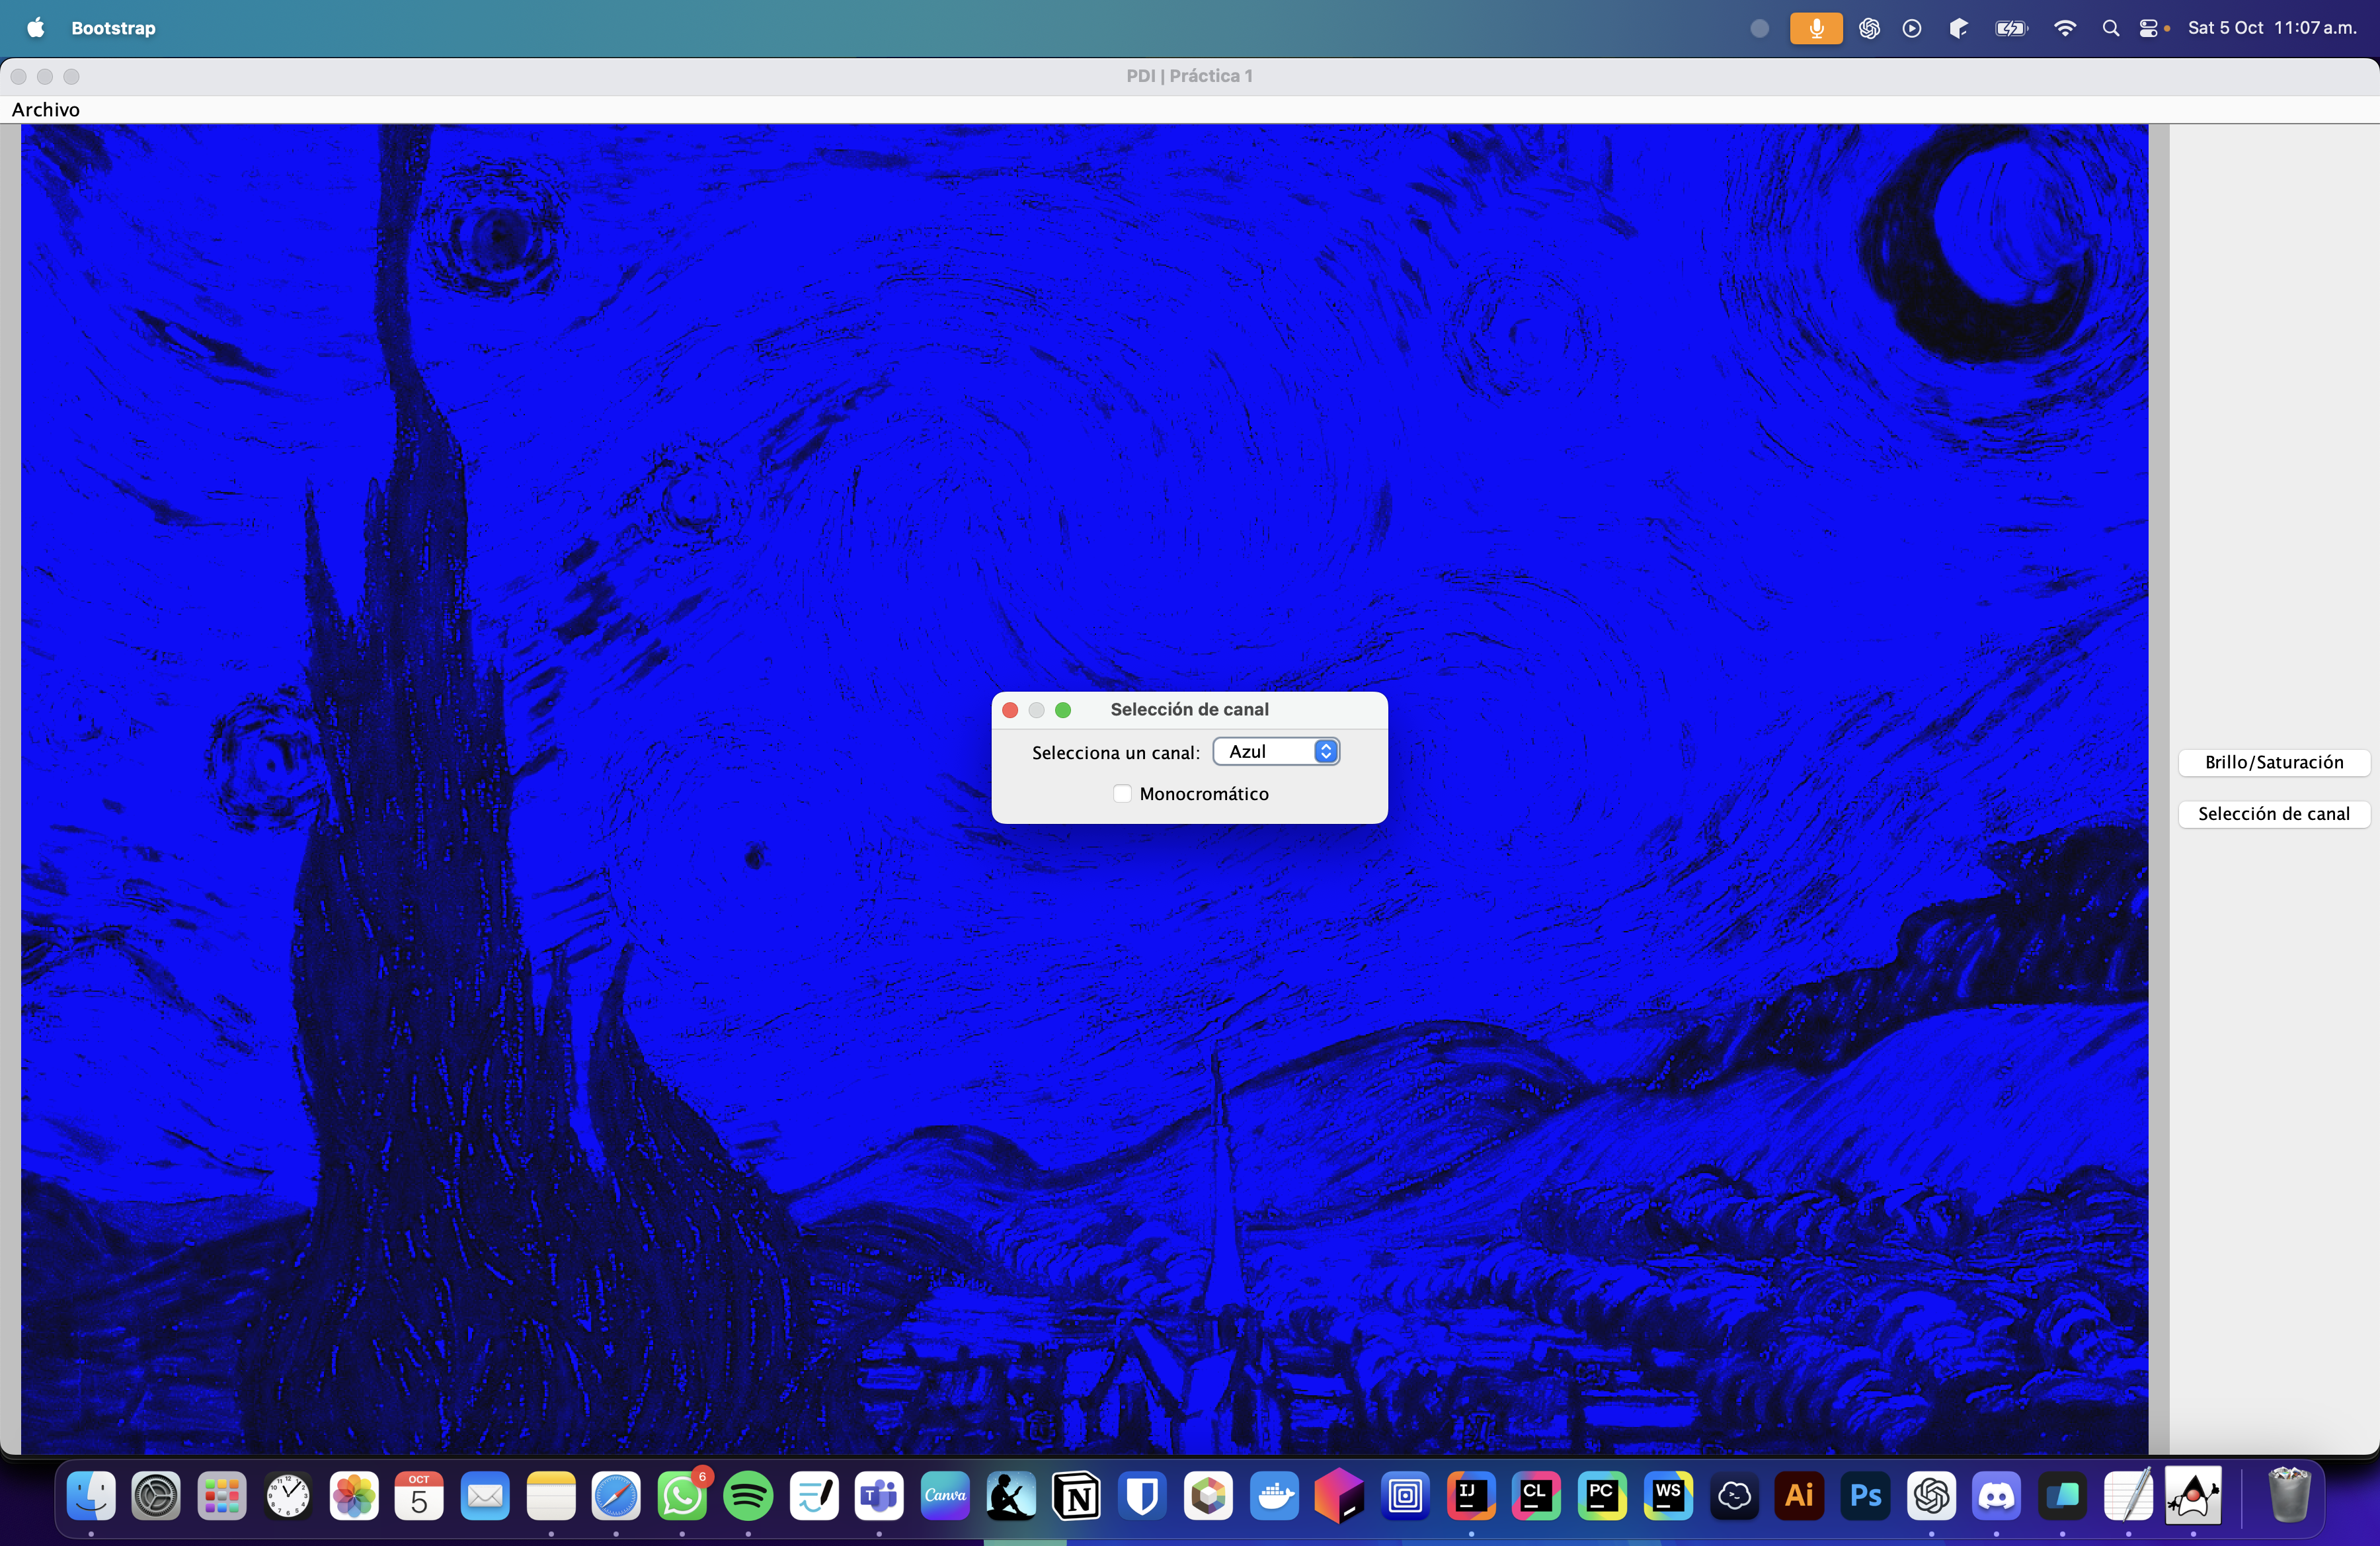 Bootstrap
Sat 5 Oct 11:07 a.m.
PDI | Práctica 1
Archivo
Selección de canal
Selecciona un canal: Azul
Monocromático
Brillo/Saturación
Selección de canal
OCT
5
6
T
Canva
N
IJ
CL
PC
WS
Ai
Ps